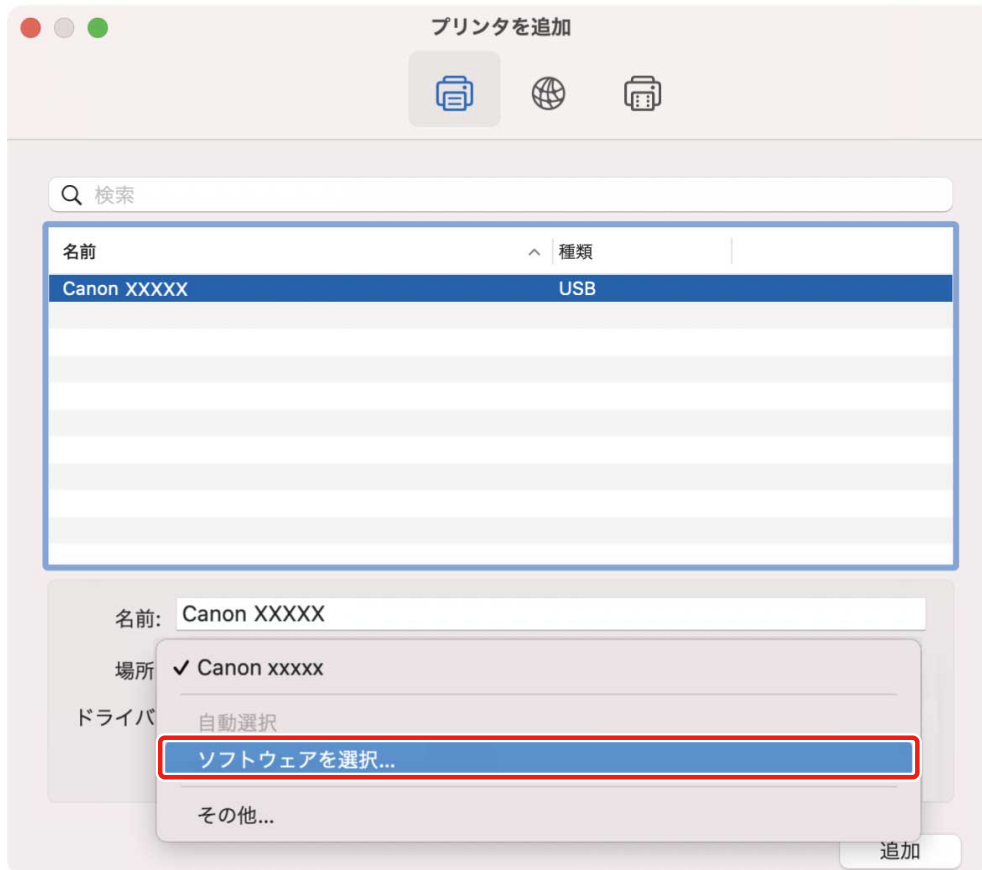 プリンタを追加
検索
名前 種類
Canon XXXXX USB
名前: Canon XXXXX
場所
✓ Canon xxxxx
ドライバ
自動選択
ソフトウェアを選択...
その他...
追加